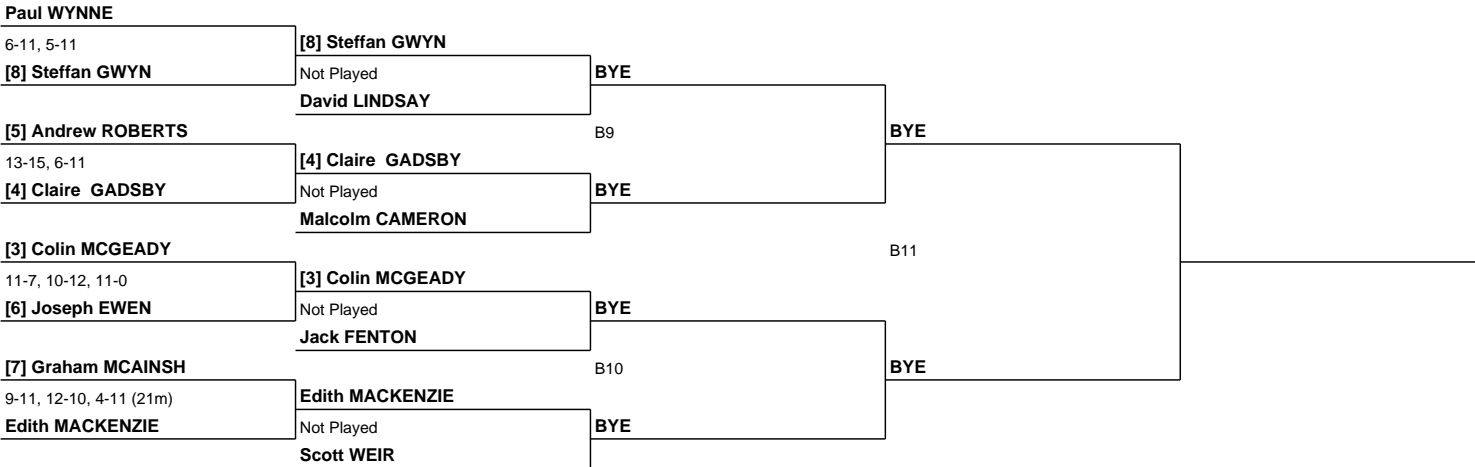 Paul WYNNE
6-11, 5-11
[8] Steffan GWYN
[8] Steffan GWYN
Not Played
BYE
David LINDSAY
[5] Andrew ROBERTS
B9
BYE
13-15, 6-11
[4] Claire  GADSBY
[4] Claire  GADSBY
Not Played
BYE
Malcolm CAMERON
[3] Colin MCGEADY
B11
11-7, 10-12, 11-0
[3] Colin MCGEADY
[6] Joseph EWEN
Not Played
BYE
Jack FENTON
[7] Graham MCAINSH
B10
BYE
9-11, 12-10, 4-11 (21m)
Edith MACKENZIE
Edith MACKENZIE
Not Played
BYE
Scott WEIR